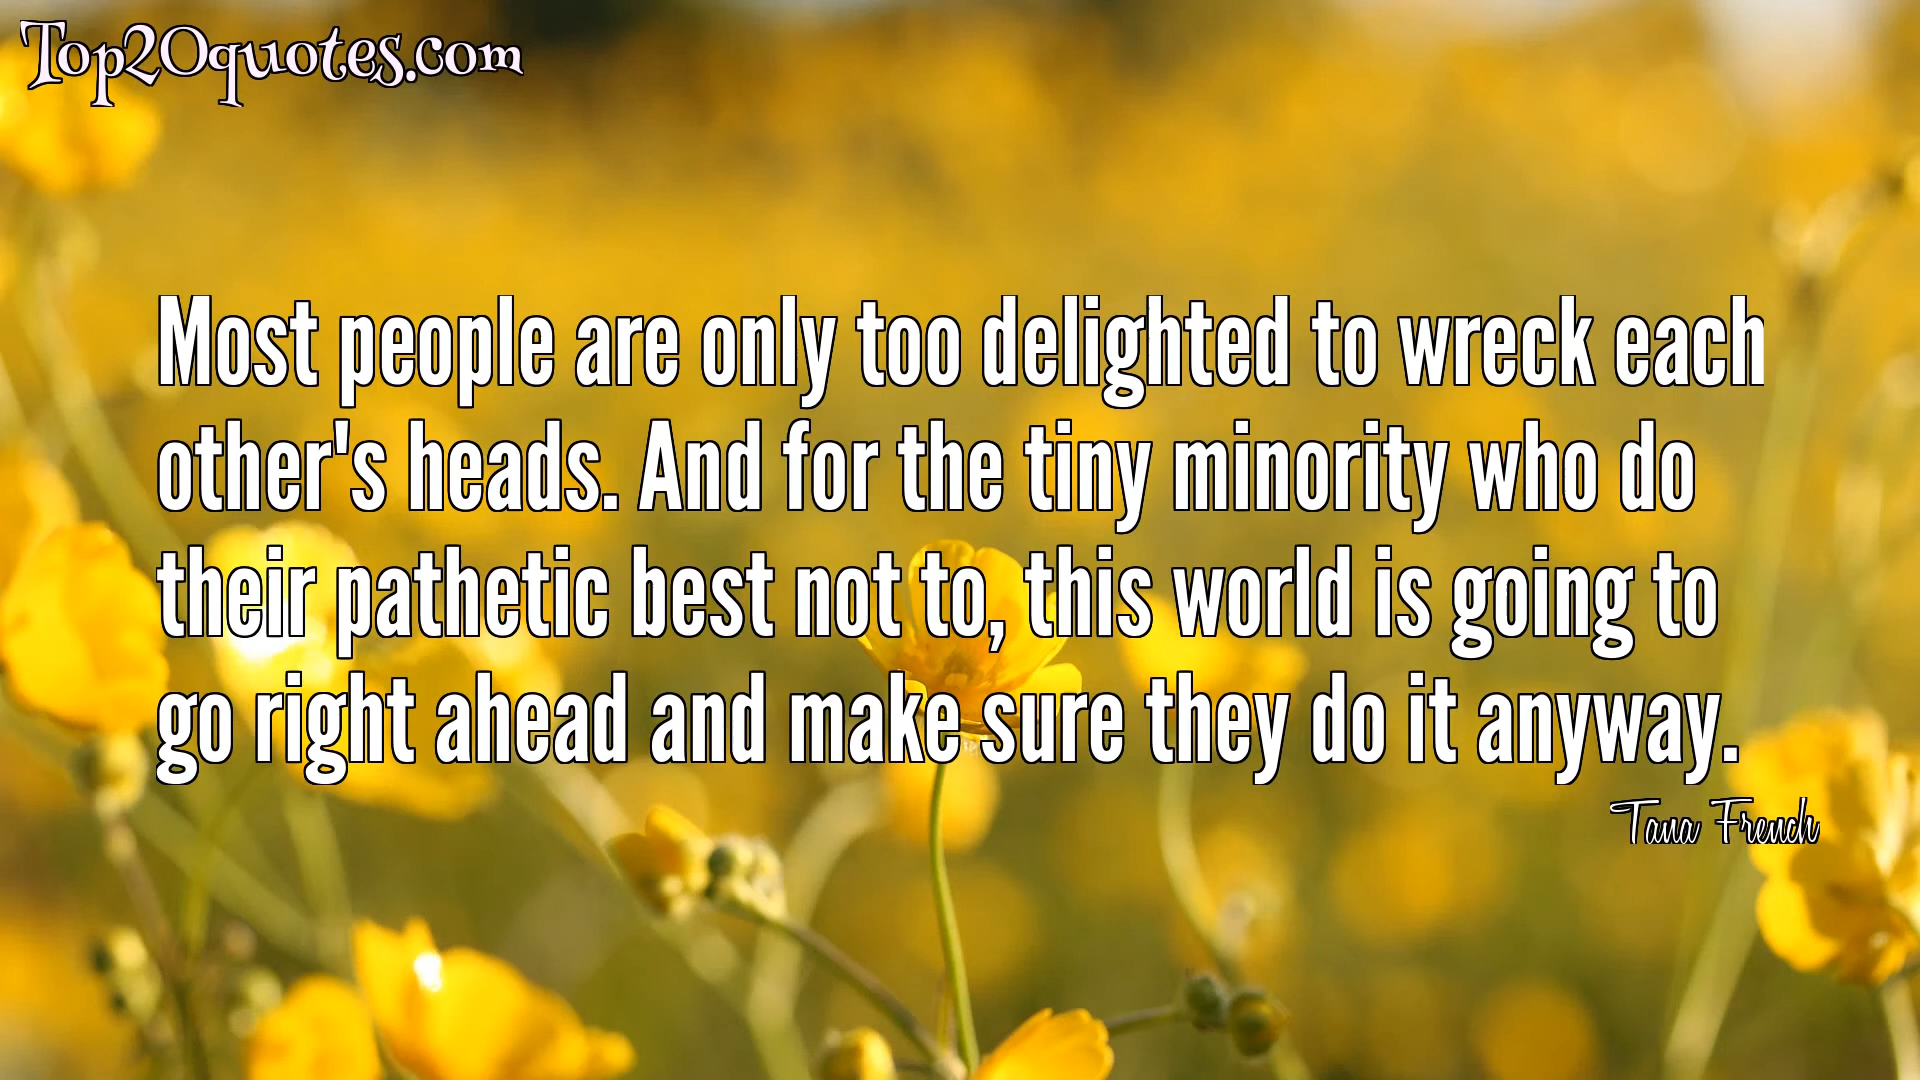 Top20quotes.com
Most people are only too delighted to wreck each
other's heads. And for the tiny minority who do
their pathetic best not to, this world is going to
go right ahead and make sure they do it anyway.
Tana French